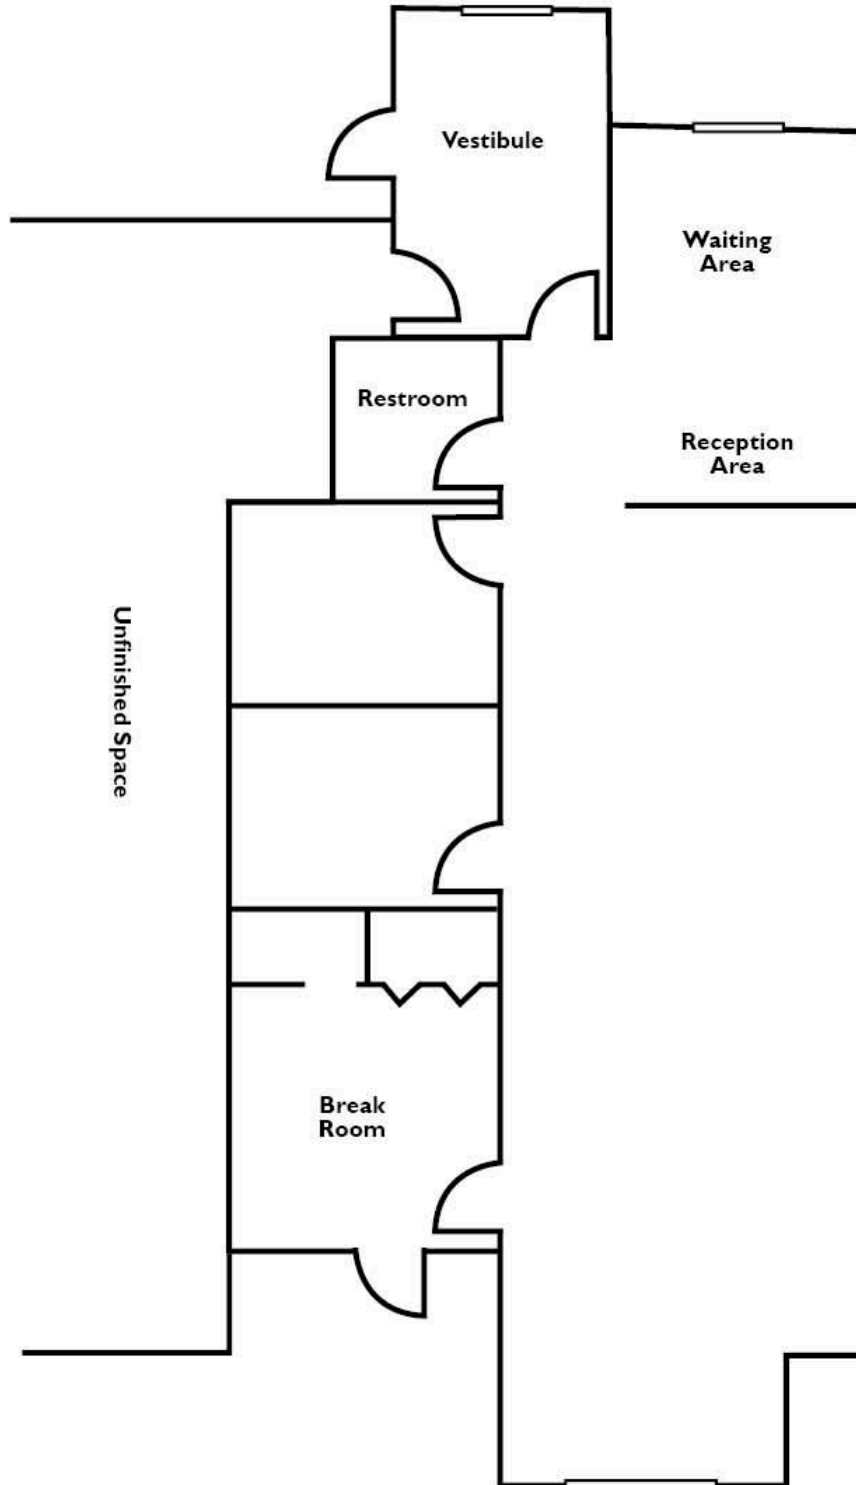 Vestibule
Waiting
Area
Restroom
Reception
Area
Unfinished Space
Break
Room